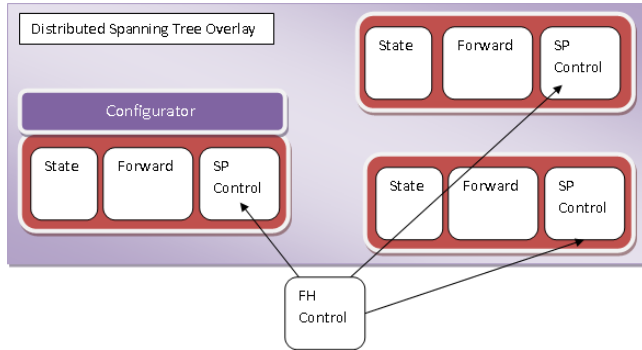 Distributed Spanning Tree Overlay
State
Forward
SP
Control
Configurator
State
Forward
SP
Control
State
Forward
SP
Control
FH
Control